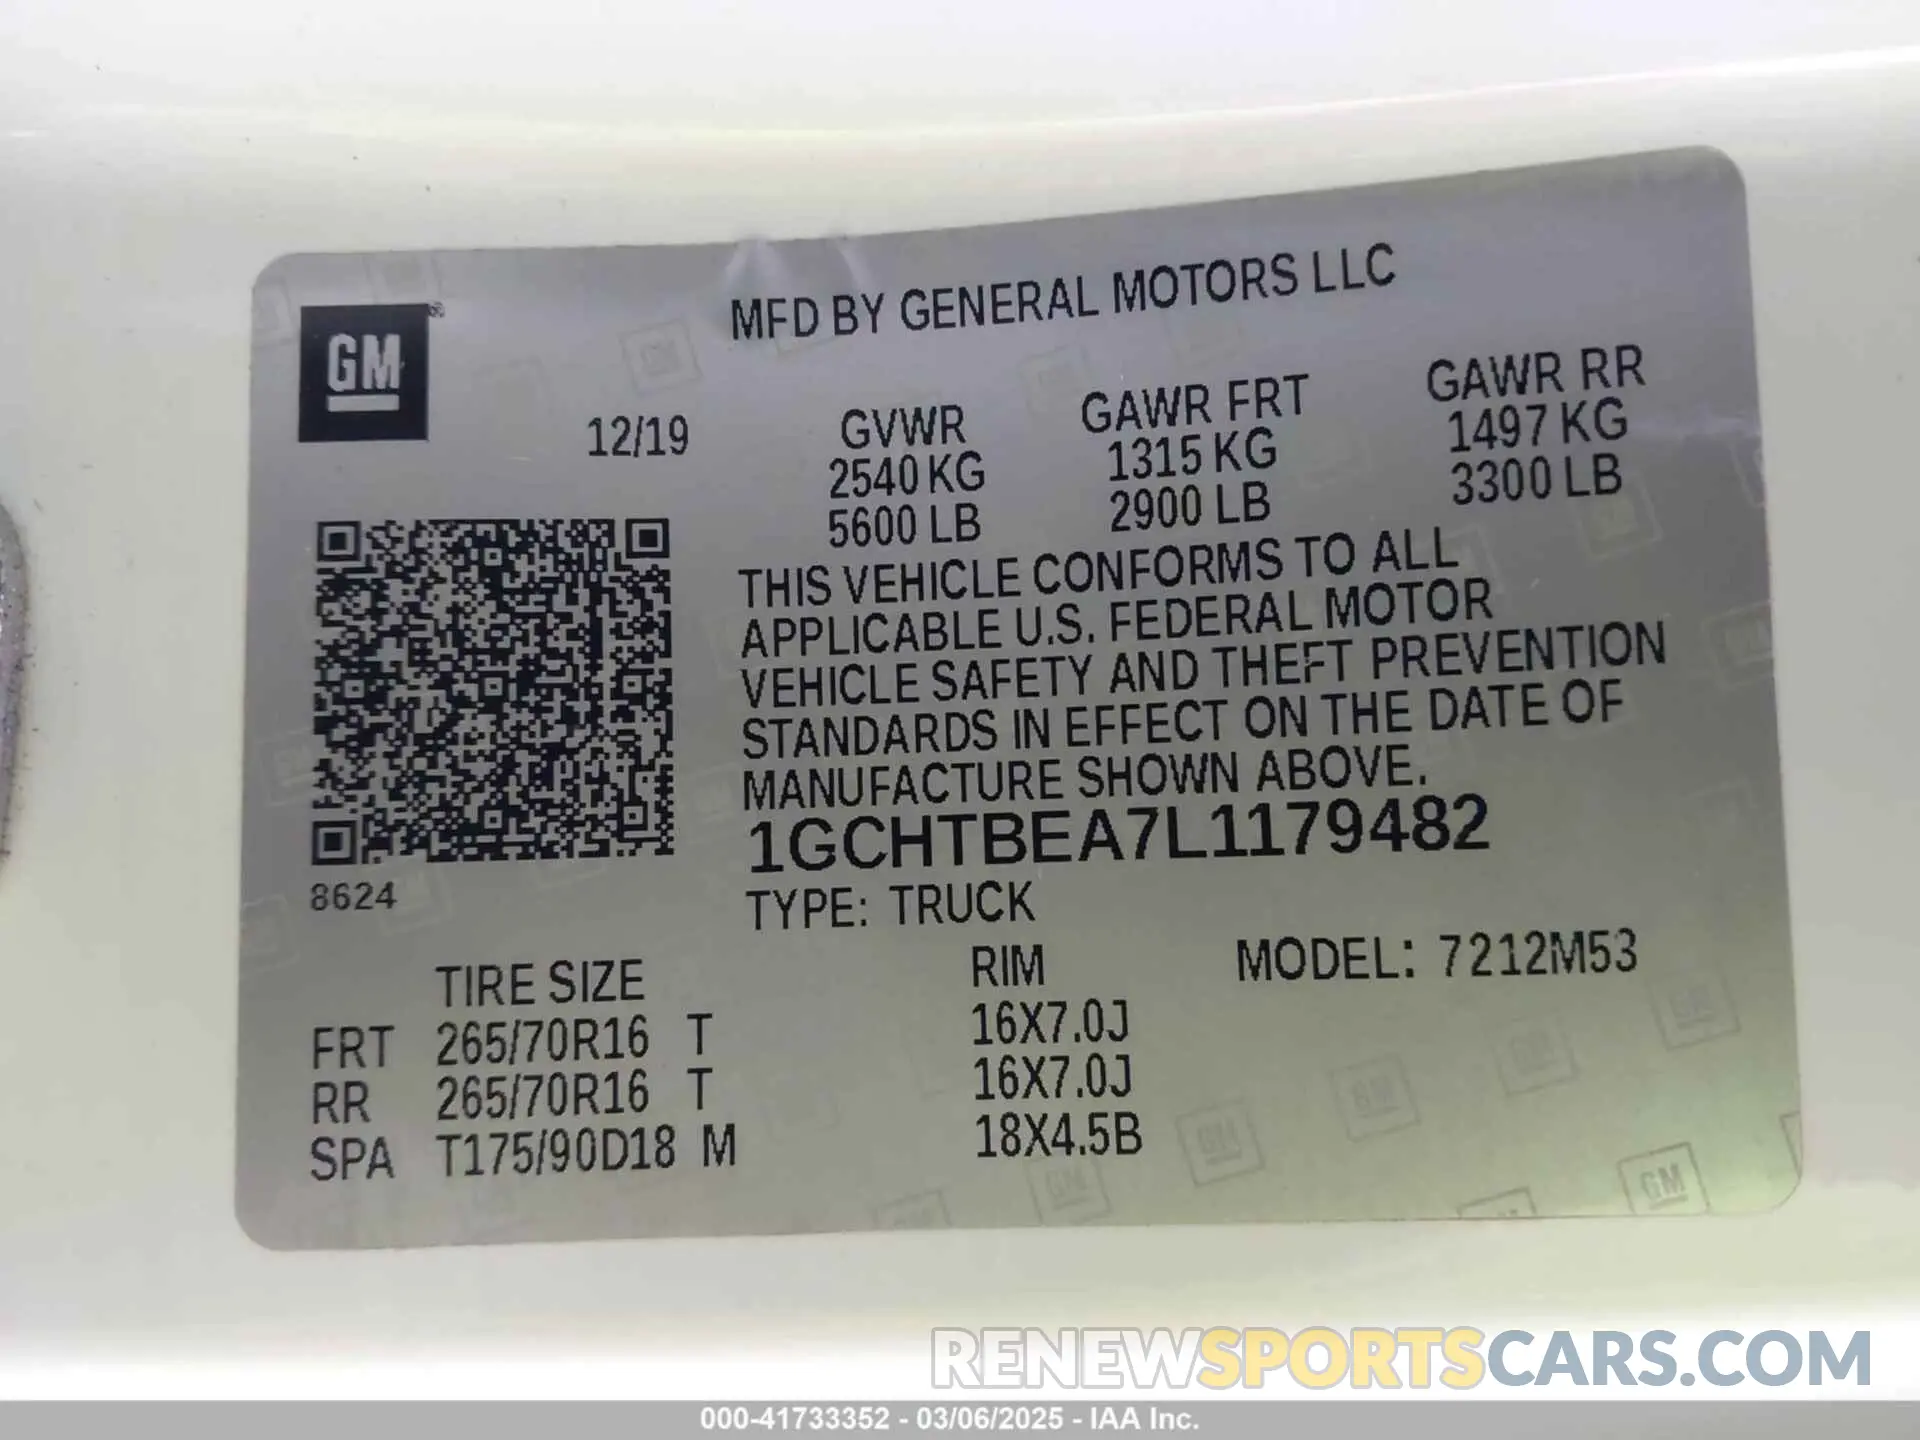 MFD BY GENERAL MOTORS LLC
GM®
12/19
GVWR GAWR FRT GAWR RR
2540 KG 1315 KG 1497 KG
5600 LB 2900 LB 3300 LB
THIS VEHICLE CONFORMS TO ALL
APPLICABLE U.S. FEDERAL MOTOR
VEHICLE SAFETY AND THEFT PREVENTION
STANDARDS IN EFFECT ON THE DATE OF
MANUFACTURE SHOWN ABOVE.
1GCHTBEA7L1179482
8624
TYPE: TRUCK
TIRE SIZE RIM MODEL: 7212M53
FRT 265/70R16 T 16X7.0J
RR 265/70R16 T 16X7.0J
SPA T175/90D18 M 18X4.5B
GM
RENEWSPORTSCARS.COM
000-41733352 - 03/06/2025 - IAA Inc.